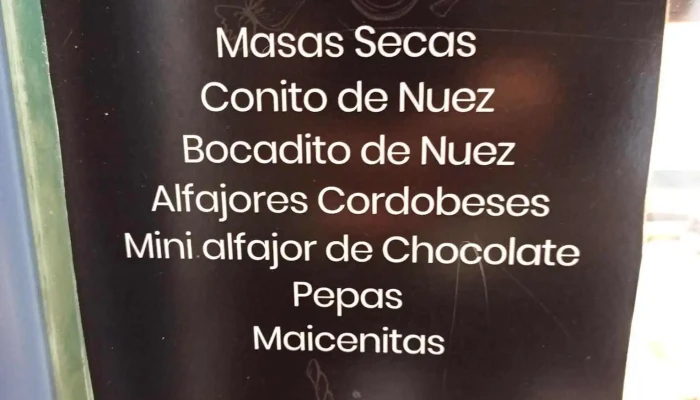 Masas Secas
Conito de Nuez
Bocadito de Nuez
Alfajores Cordobeses
Mini alfajor de Chocolate
Pepas
Maicenitas